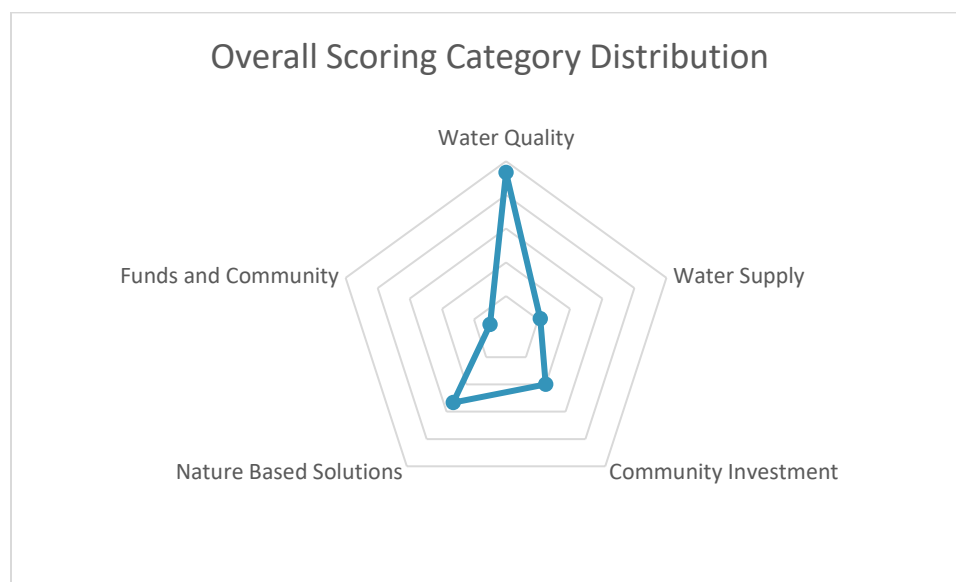 Overall Scoring Category Distribution
Water Quality
Funds and Community
Water Supply
Nature Based Solutions
Community Investment